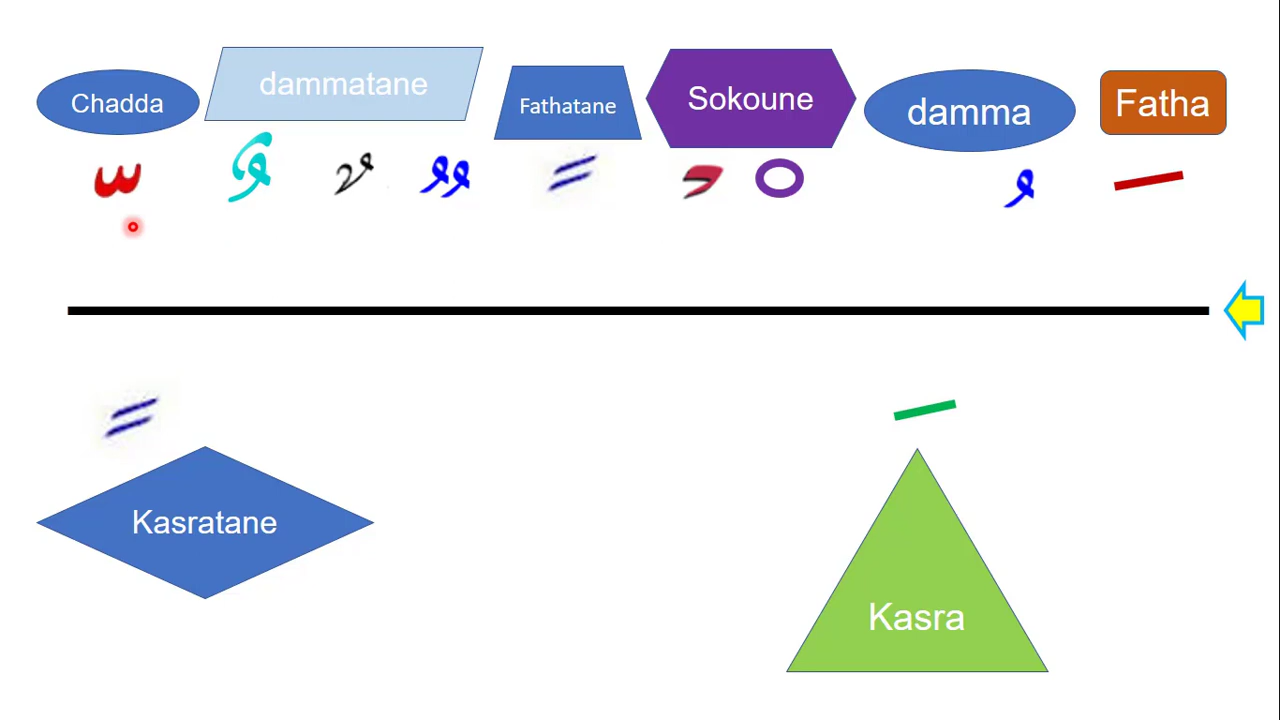 Chadda
dammatane
Fathatane
Sokoune
damma
Fatha
Kasratane
Kasra